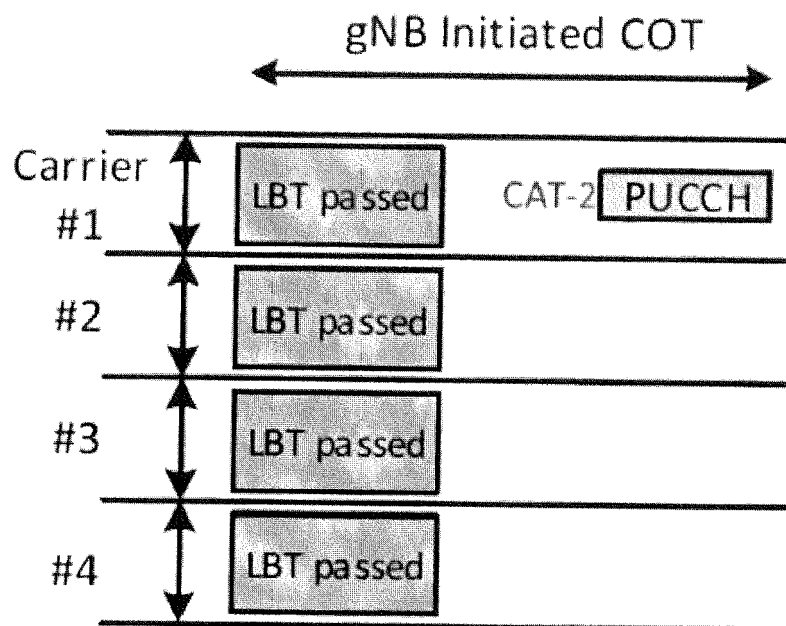 gNB Initiated COT
Carrier
#1
LBT passed
CAT-2
PUCCH
#2
LBT passed
#3
LBT passed
#4
LBT passed